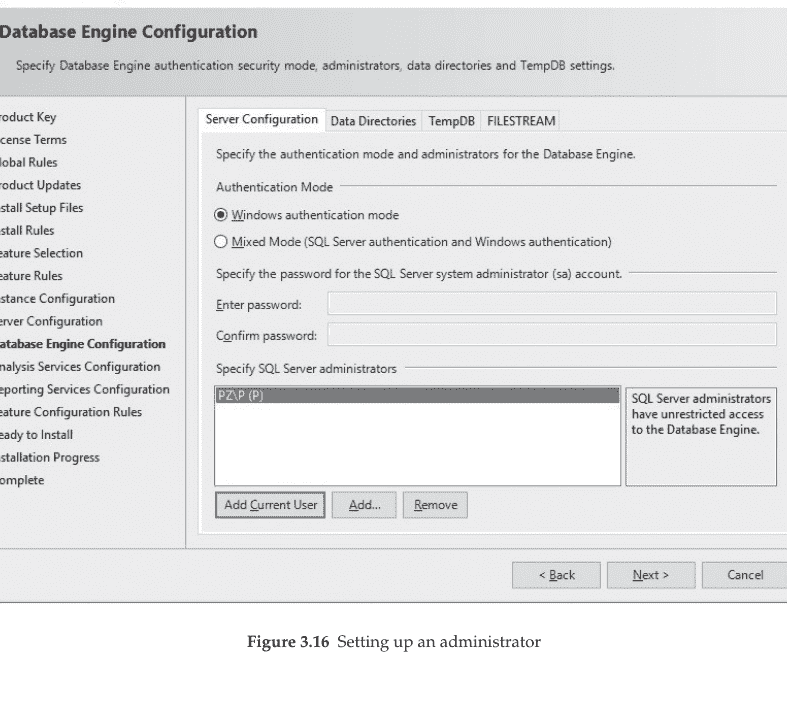 Database Engine Configuration
Specify Database Engine authentication security mode, administrators, data directories and TempDB settings.
roduct Key
cense Terms
lobal Rules
roduct Updates
stall Setup Files
stall Rules
eature Selection
eature Rules
stance Configuration
erver Configuration
atabase Engine Configuration
nalysis Services Configuration
eporting Services Configuration
eature Configuration Rules
eady to Install
stallation Progress
omplete
Server Configuration Data Directories TempDB FILESTREAM
Specify the authentication mode and administrators for the Database Engine.
Authentication Mode
Windows authentication mode
Mixed Mode (SQL Server authentication and Windows authentication)
Specify the password for the SQL Server system administrator (sa) account.
Enter password:
Confirm password:
Specify SQL Server administrators
PZ\P (P)
SQL Server administrators
have unrestricted access
to the Database Engine.
Add Current User Add... Remove
< Back Next > Cancel
Figure 3.16 Setting up an administrator